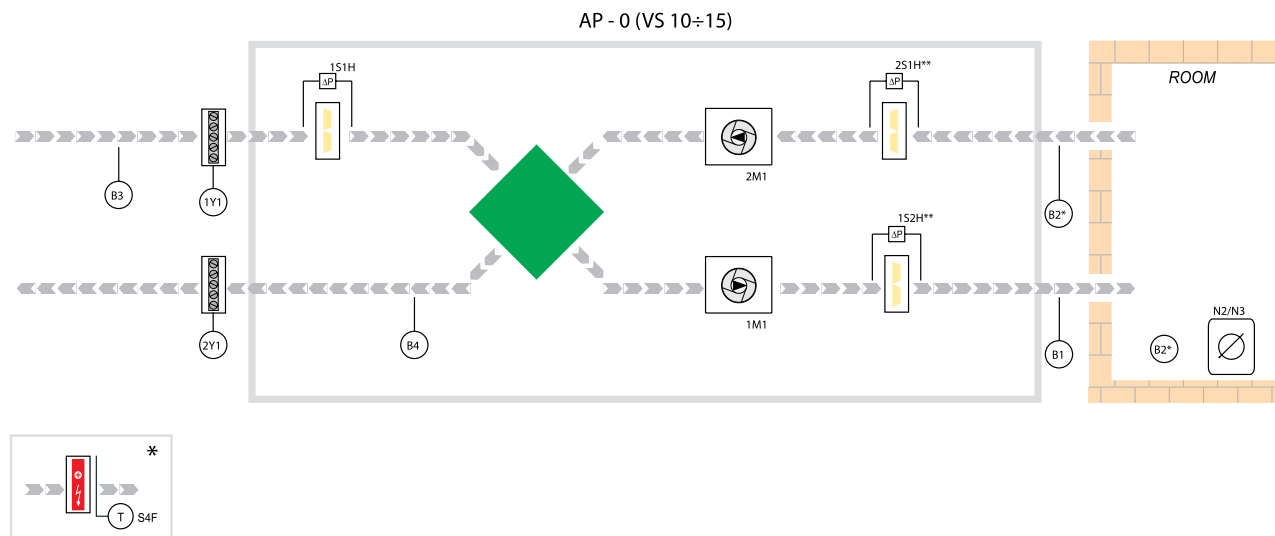 AP - 0 (VS 10÷15)
1S1H
ΔP
2S1H**
ΔP
ROOM
B3
1Y1
2M1
B2*
1S2H**
ΔP
1M1
2Y1
B4
B1
B2*
N2/N3
*
T
S4F